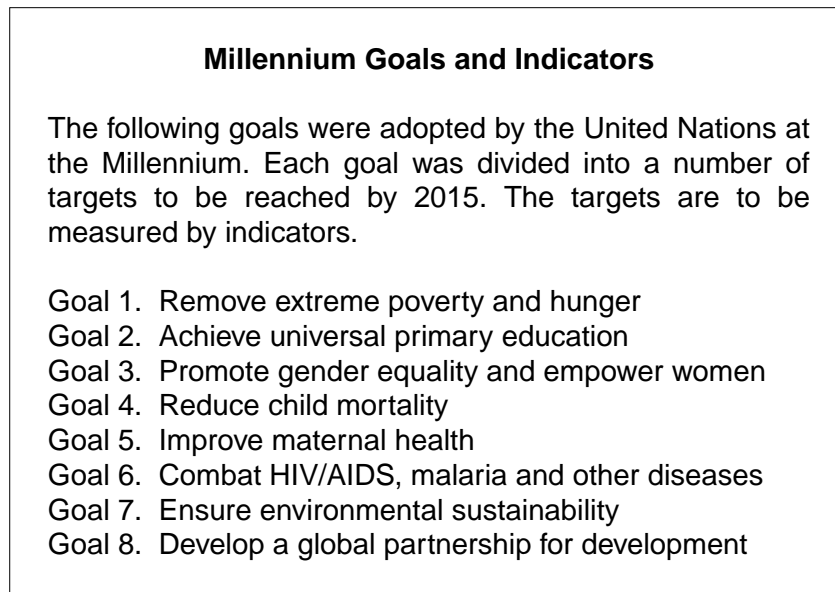 Millennium Goals and Indicators
The following goals were adopted by the United Nations at
the Millennium. Each goal was divided into a number of
targets to be reached by 2015. The targets are to be
measured by indicators.
Goal 1. Remove extreme poverty and hunger
Goal 2. Achieve universal primary education
Goal 3. Promote gender equality and empower women
Goal 4. Reduce child mortality
Goal 5. Improve maternal health
Goal 6. Combat HIV/AIDS, malaria and other diseases
Goal 7. Ensure environmental sustainability
Goal 8. Develop a global partnership for development